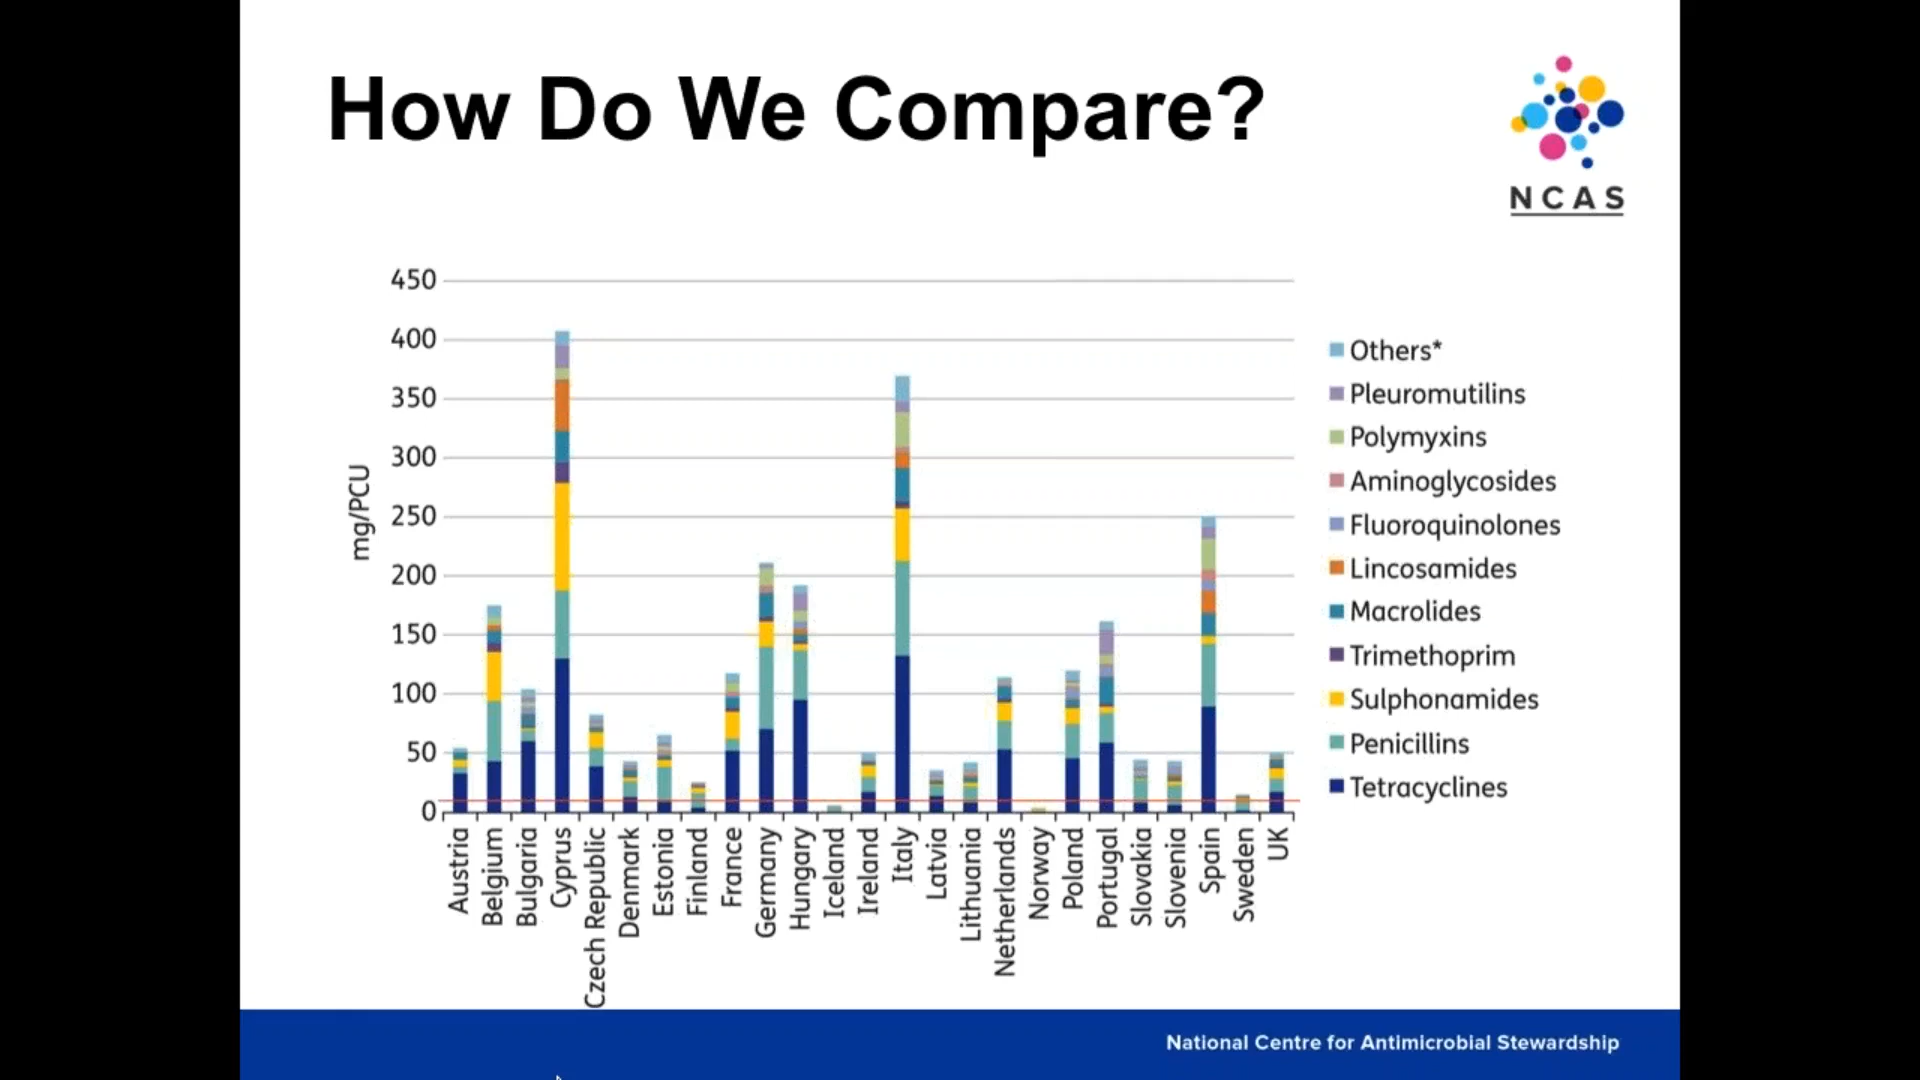 How Do We Compare?
NCAS
450
400
350
300
250
200
150
100
50
0
mg/PCU
Austria
Belgium
Bulgaria
Cyprus
Czech Republic
Denmark
Estonia
Finland
France
Germany
Hungary
Iceland
Ireland
Italy
Latvia
Lithuania
Netherlands
Norway
Poland
Portugal
Slovakia
Slovenia
Spain
Sweden
UK
Others*
Pleuromutilins
Polymyxins
Aminoglycosides
Fluoroquinolones
Lincosamides
Macrolides
Trimethoprim
Sulphonamides
Penicillins
Tetracyclines
National Centre for Antimicrobial Stewardship